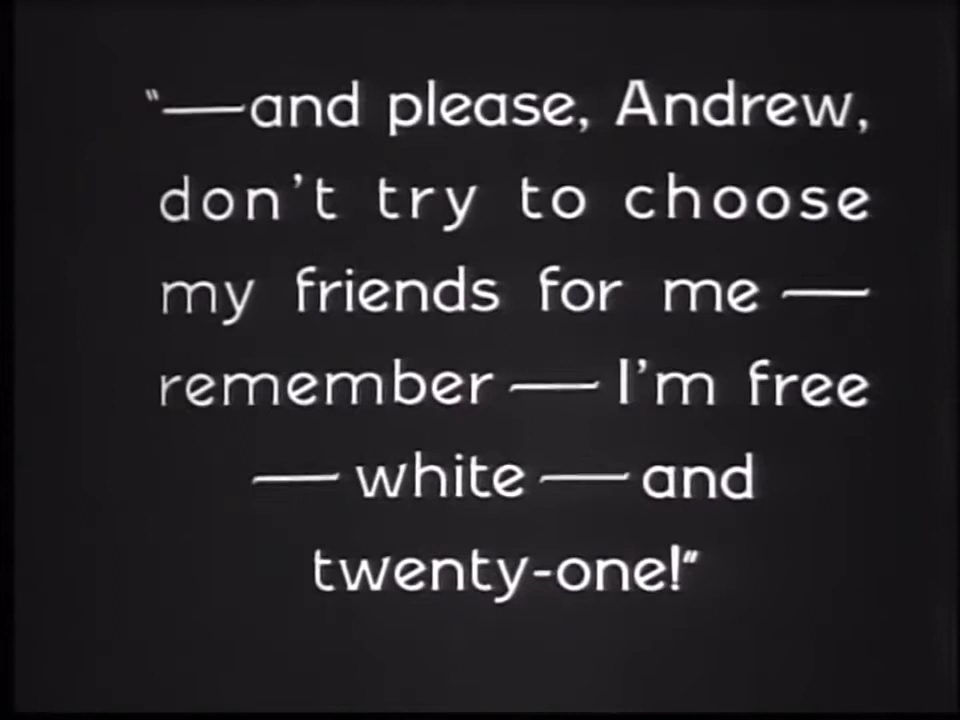 "—and please, Andrew,
don't try to choose
my friends for me —
remember — I'm free
— white — and
twenty-one!"